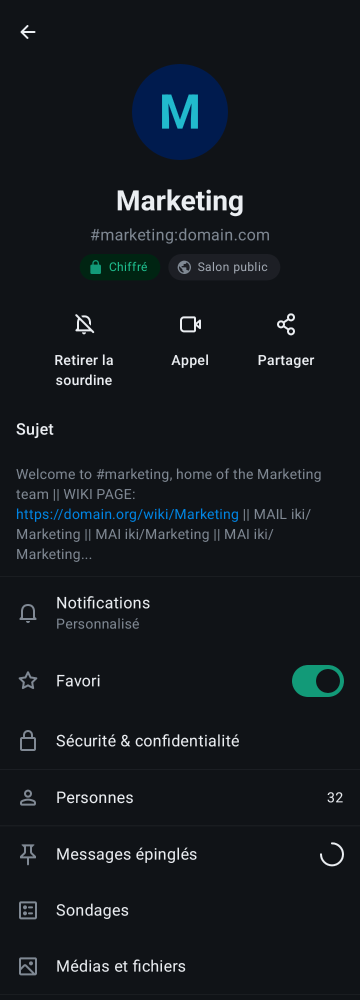 M
Marketing
#marketing:domain.com
Chiffré
Salon public
Retirer la
sourdine
Appel
Partager
Sujet
Welcome to #marketing, home of the Marketing
team || WIKI PAGE:
https://domain.org/wiki/Marketing || MAIL iki/
Marketing || MAI iki/Marketing || MAI iki/
Marketing...
Notifications
Personnalisé
Favori
Sécurité & confidentialité
Personnes 32
Messages épinglés
Sondages
Médias et fichiers